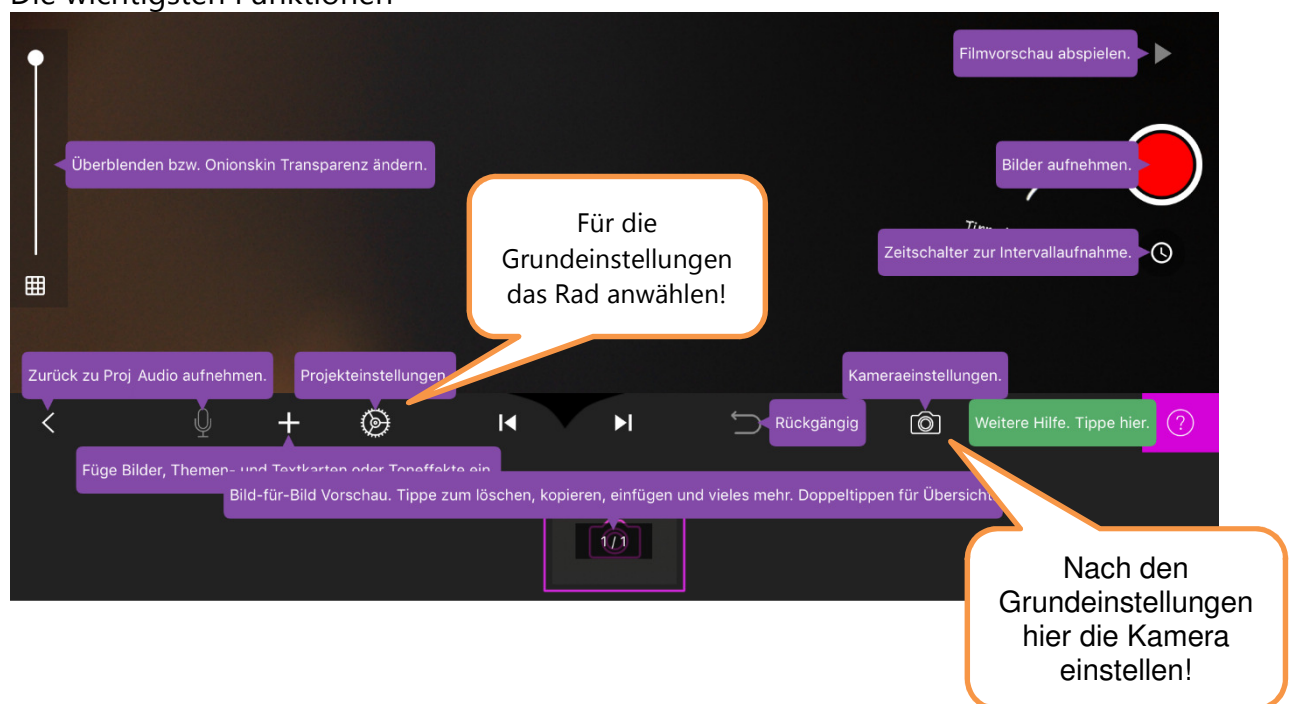 Die wichtigsten Funktionen
Filmvorschau abspielen.
Überblenden bzw. Onionskin Transparenz ändern.
Bilder aufnehmen.
Für die
Grundeinstellungen
das Rad anwählen!
Zeitschalter zur Intervallaufnahme.
Zurück zu Proj
Audio aufnehmen.
Projekteinstellungen
Kameraeinstellungen.
Rückgängig
Weitere Hilfe. Tippe hier.
?
Füge Bilder, Themen- und Textkarten oder Toneffekte ein
Bild-für-Bild Vorschau. Tippe zum löschen, kopieren, einfügen und vieles mehr. Doppeltippen für Übersicht
1/1
Nach den
Grundeinstellungen
hier die Kamera
einstellen!